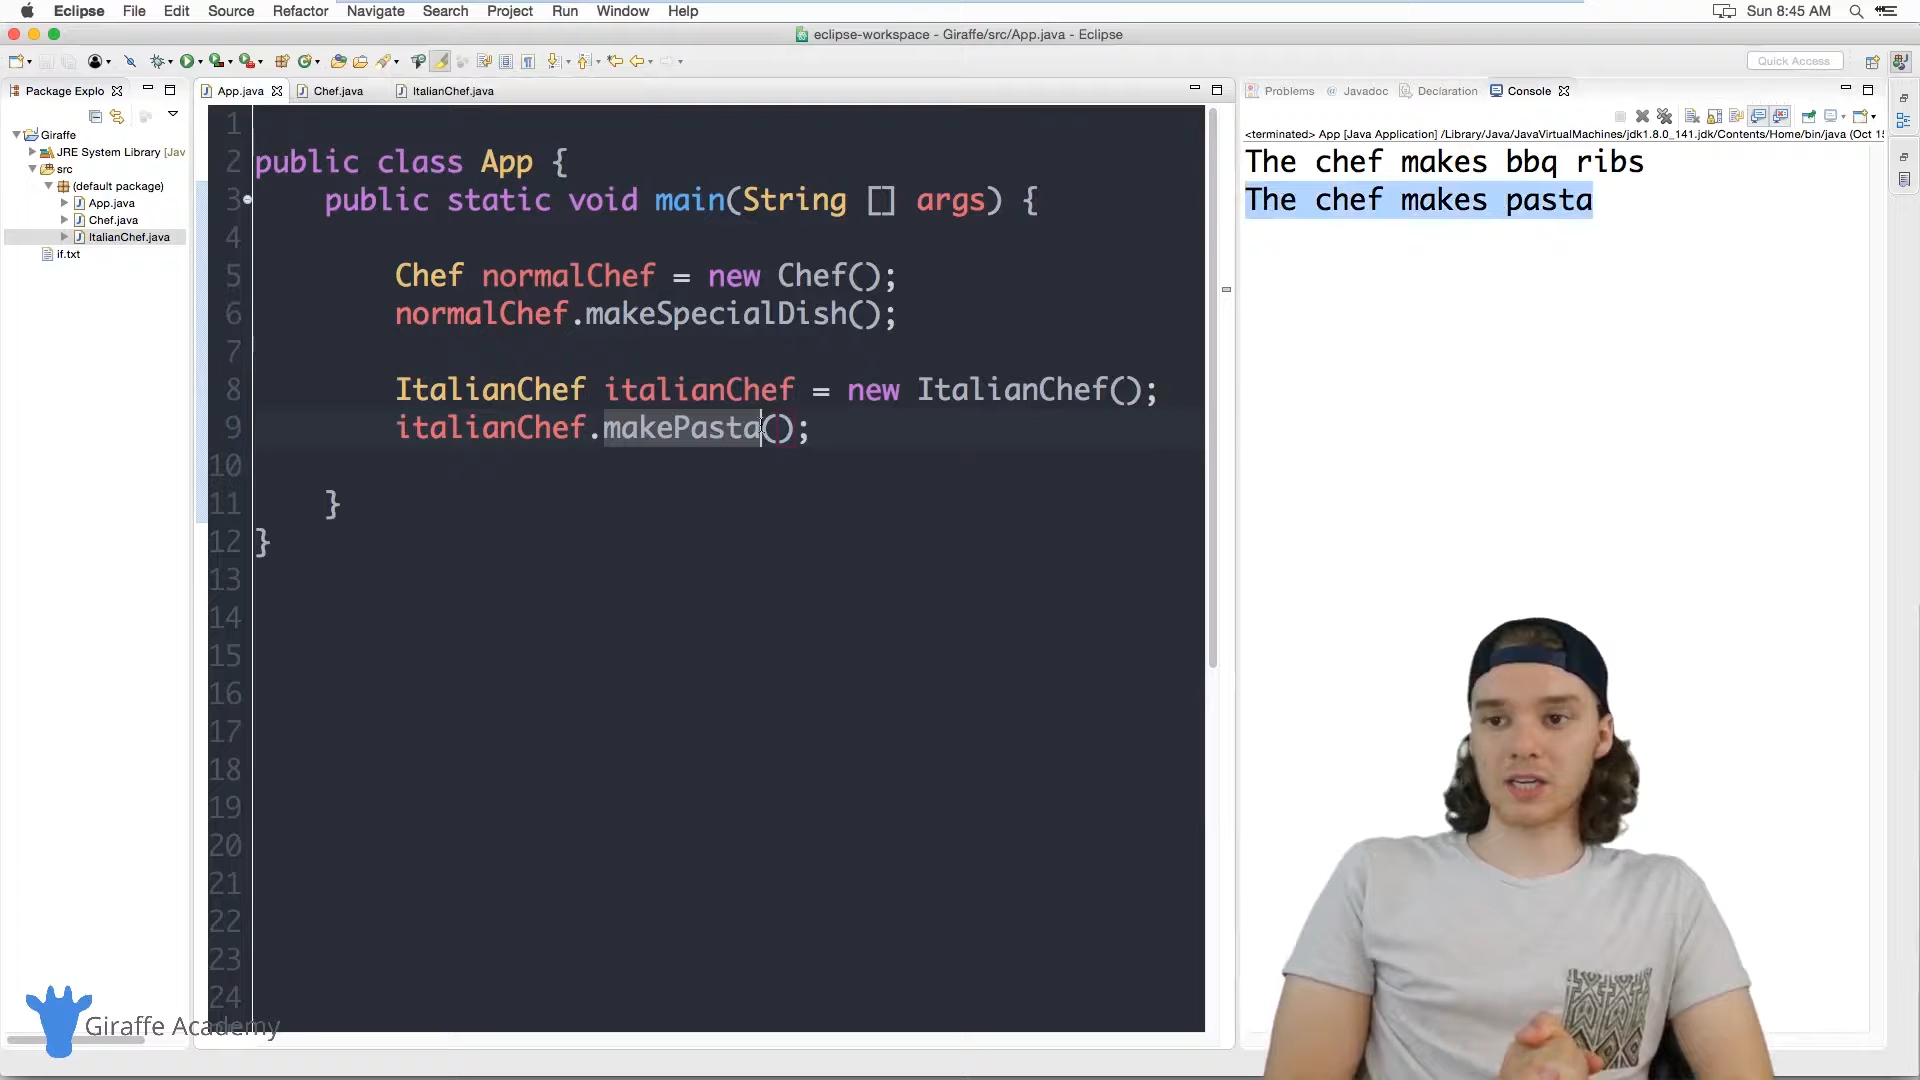 Eclipse File Edit Source Refactor Navigate Search Project Run Window Help Sun 8:45 AM
eclipse-workspace - Giraffe/src/App.java - Eclipse
Quick Access
Package Explo
App.java
Chef.java
ItalianChef.java
Problems
@ Javadoc
Declaration
Console
Giraffe
JRE System Library [Jav
src
(default package)
App.java
Chef.java
ItalianChef.java
if.txt
1
2 public class App {
3 public static void main(String [] args) {
4
5 Chef normalChef = new Chef();
6 normalChef.makeSpecialDish();
7
8 ItalianChef italianChef = new ItalianChef();
9 italianChef.makePasta();
10
11 }
12 }
13
14
15
16
17
18
19
20
21
22
23
24
<terminated> App [Java Application] /Library/Java/JavaVirtualMachines/jdk1.8.0_141.jdk/Contents/Home/bin/java (Oct 15
The chef makes bbq ribs
The chef makes pasta
Giraffe Academy